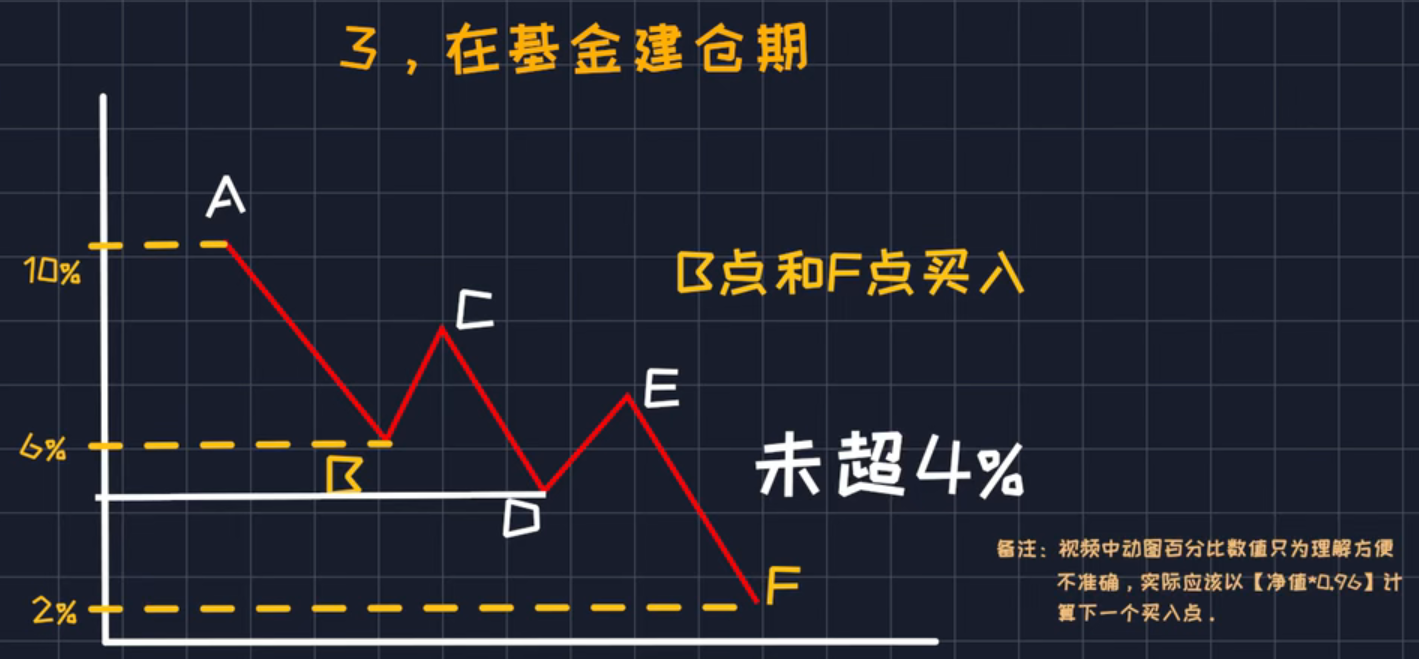 3，在基金建仓期
A
10%
B点和F点买入
C
E
6%
B
未超4%
D
备注：视频中动图百分比数值只为理解方便
不准确，实际应该以【净值*0.96】计
算下一个买入点．
F
2%